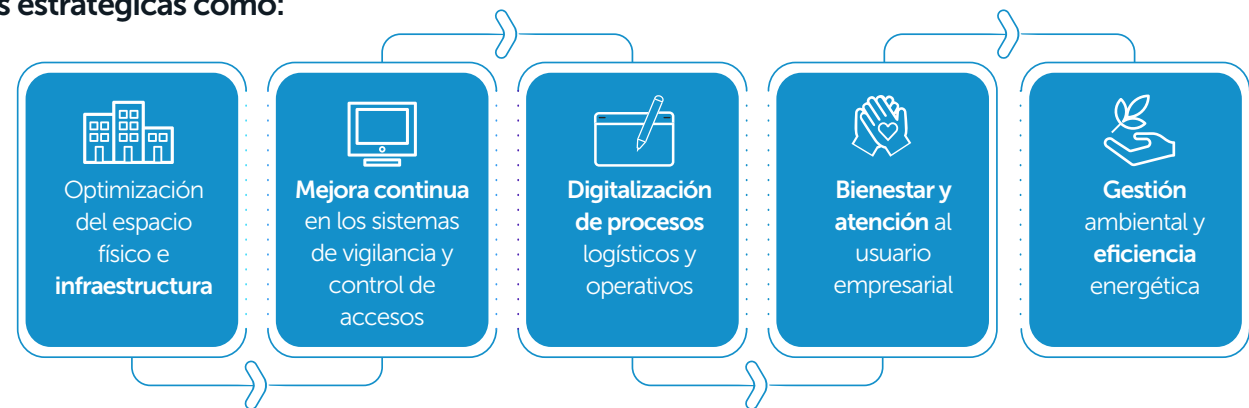 s estratégicas como:
Optimización
del espacio
físico e
infraestructura
Mejora continua
en los sistemas
de vigilancia y
control de
accesos
Digitalización
de procesos
logísticos y
operativos
Bienestar y
atención al
usuario
empresarial
Gestión
ambiental y
eficiencia
energética